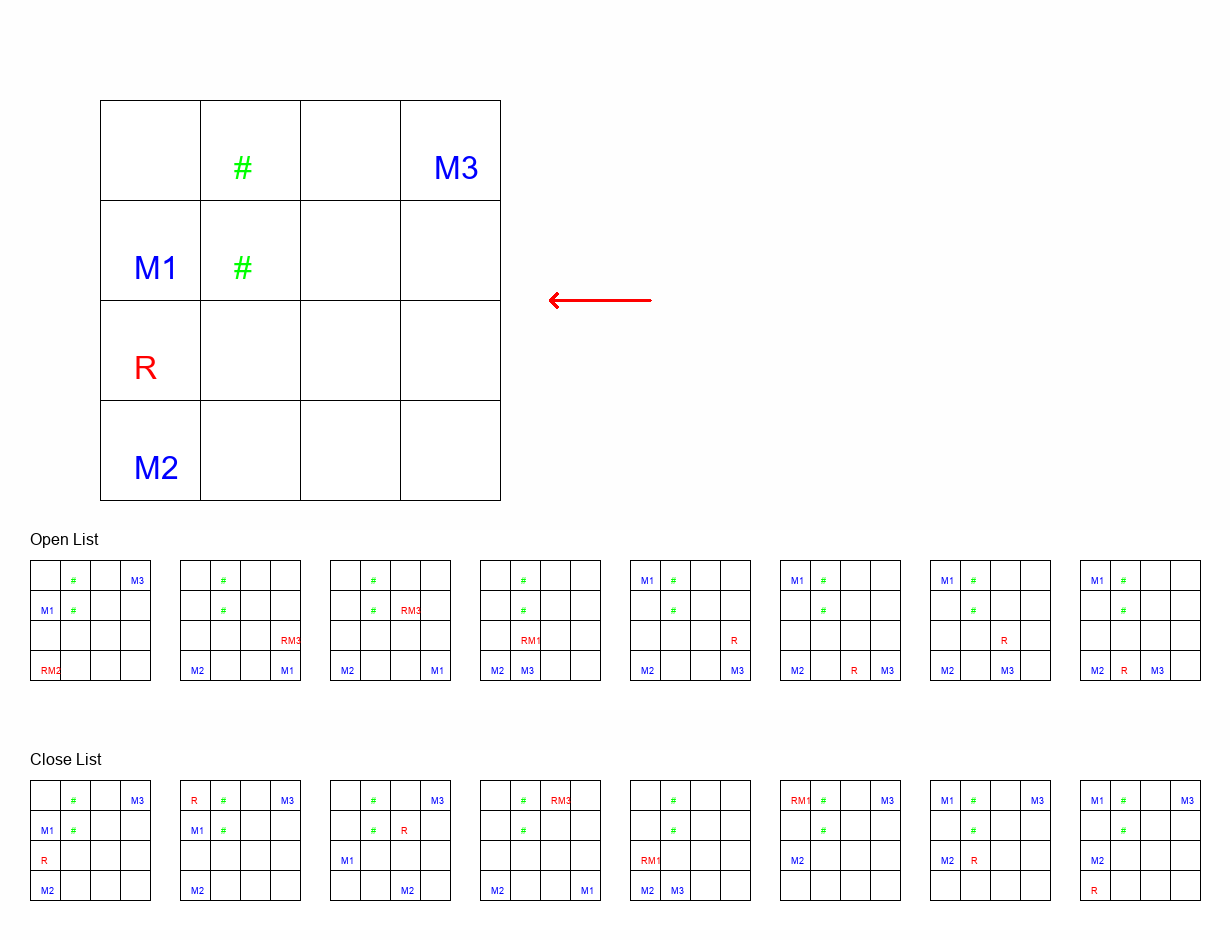 # M3
M1 #
R
M2
Open List
# M3 # # # M1 # M1 # M1 # M1 #
M1 # # # RM3 # # # # #
RM3 RM1 R R
RM2 M2 M1 M2 M1 M2 M3 M2 M3 M2 R M3 M2 M3 M2 R M3
Close List
# M3 R # M3 # M3 # RM3 # RM1 # M3 M1 # M3 M1 # M3
M1 # M1 # # R # # # # #
R M1 RM1 M2 M2 R M2
M2 M2 M2 M2 M1 M2 M3 R